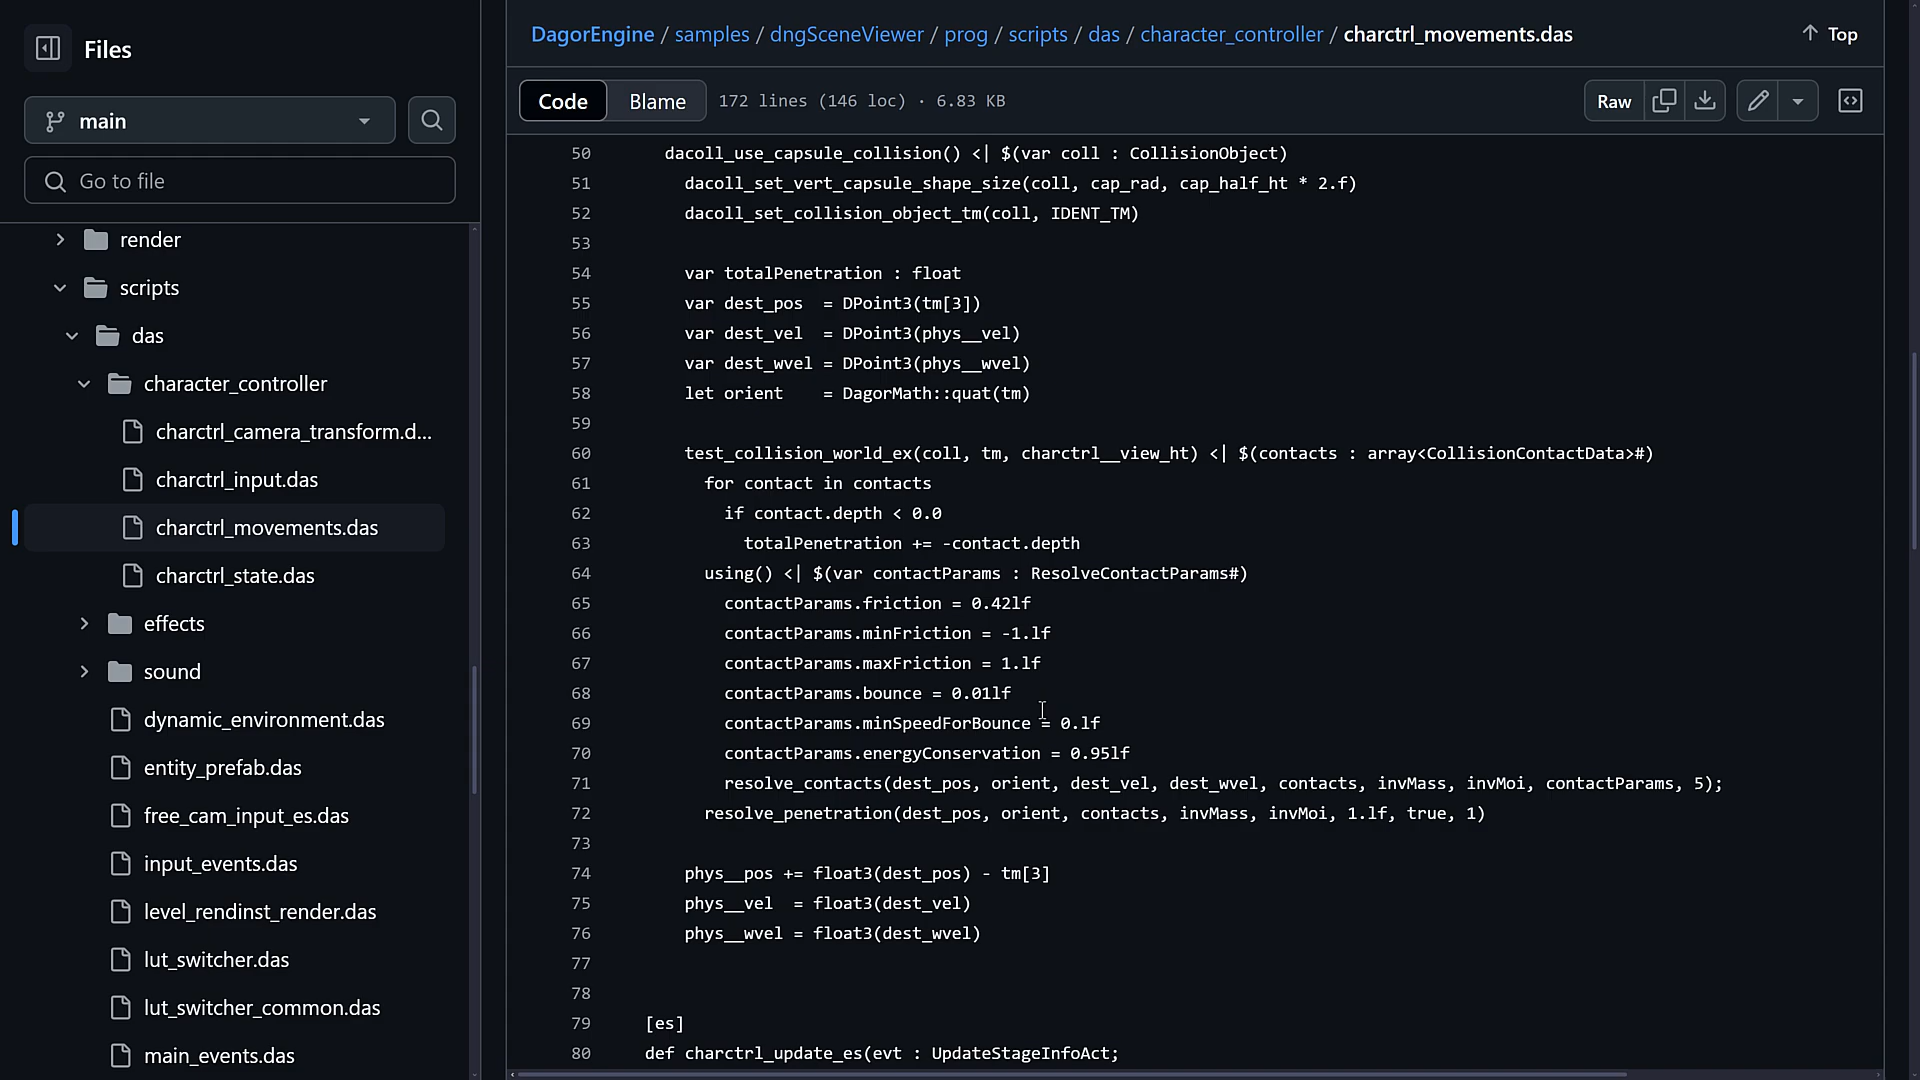 Files
main
Go to file
render
scripts
das
character_controller
charctrl_camera_transform.d...
charctrl_input.das
charctrl_movements.das
charctrl_state.das
effects
sound
dynamic_environment.das
entity_prefab.das
free_cam_input_es.das
input_events.das
level_rendinst_render.das
lut_switcher.das
lut_switcher_common.das
main_events.das
DagorEngine / samples / dngSceneViewer / prog / scripts / das / character_controller / charctrl_movements.das
Top
Code Blame 172 lines (146 loc) · 6.83 KB Raw
50 dacoll_use_capsule_collision() <| $(var coll : CollisionObject)
51 dacoll_set_vert_capsule_shape_size(coll, cap_rad, cap_half_ht * 2.f)
52 dacoll_set_collision_object_tm(coll, IDENT_TM)
53
54 var totalPenetration : float
55 var dest_pos  = DPoint3(tm[3])
56 var dest_vel  = DPoint3(phys__vel)
57 var dest_wvel = DPoint3(phys__wvel)
58 let orient    = DagorMath::quat(tm)
59
60 test_collision_world_ex(coll, tm, charctrl__view_ht) <| $(contacts : array<CollisionContactData>#)
61 for contact in contacts
62 if contact.depth < 0.0
63 totalPenetration += -contact.depth
64 using() <| $(var contactParams : ResolveContactParams#)
65 contactParams.friction = 0.42lf
66 contactParams.minFriction = -1.lf
67 contactParams.maxFriction = 1.lf
68 contactParams.bounce = 0.01lf
69 contactParams.minSpeedForBounce = 0.lf
70 contactParams.energyConservation = 0.95lf
71 resolve_contacts(dest_pos, orient, dest_vel, dest_wvel, contacts, invMass, invMoi, contactParams, 5);
72 resolve_penetration(dest_pos, orient, contacts, invMass, invMoi, 1.lf, true, 1)
73
74 phys__pos += float3(dest_pos) - tm[3]
75 phys__vel  = float3(dest_vel)
76 phys__wvel = float3(dest_wvel)
77
78
79 [es]
80 def charctrl_update_es(evt : UpdateStageInfoAct;